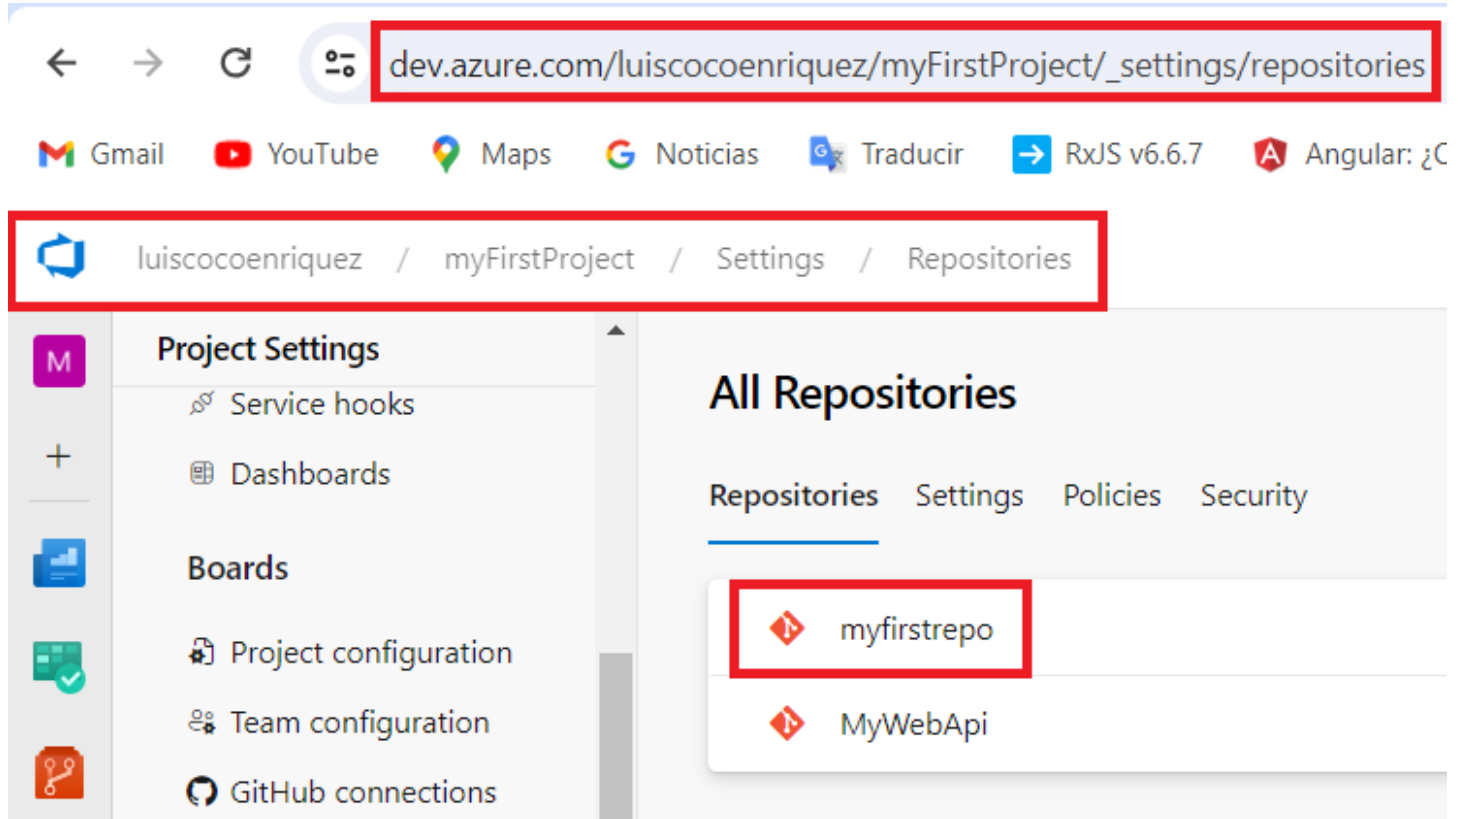 dev.azure.com/luiscocoenriquez/myFirstProject/_settings/repositories
Gmail YouTube Maps Noticias Traducir RxJS v6.6.7 Angular: ¿C
luiscocoenriquez / myFirstProject / Settings / Repositories
M
Project Settings
Service hooks
Dashboards
Boards
Project configuration
Team configuration
GitHub connections
All Repositories
Repositories Settings Policies Security
myfirstrepo
MyWebApi